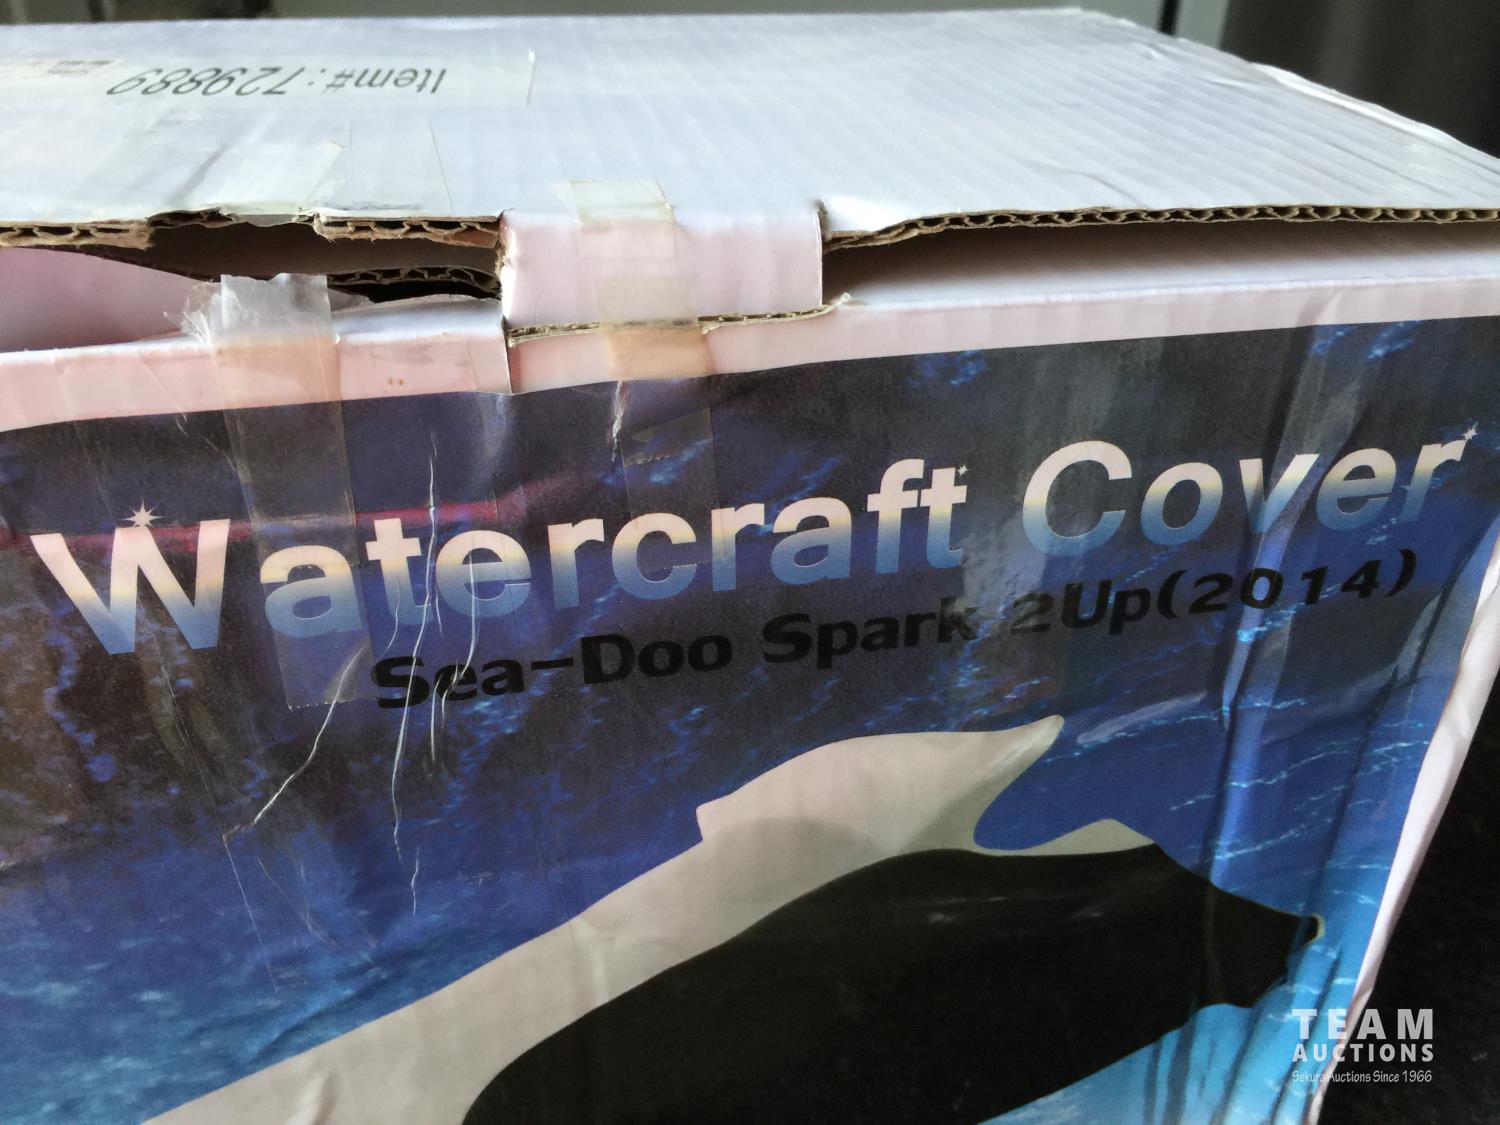 Item#:729889
Watercraft Cover
Sea-Doo Spark 2Up(2014)
TEAM
AUCTIONS
Sekura Auctions Since 1966